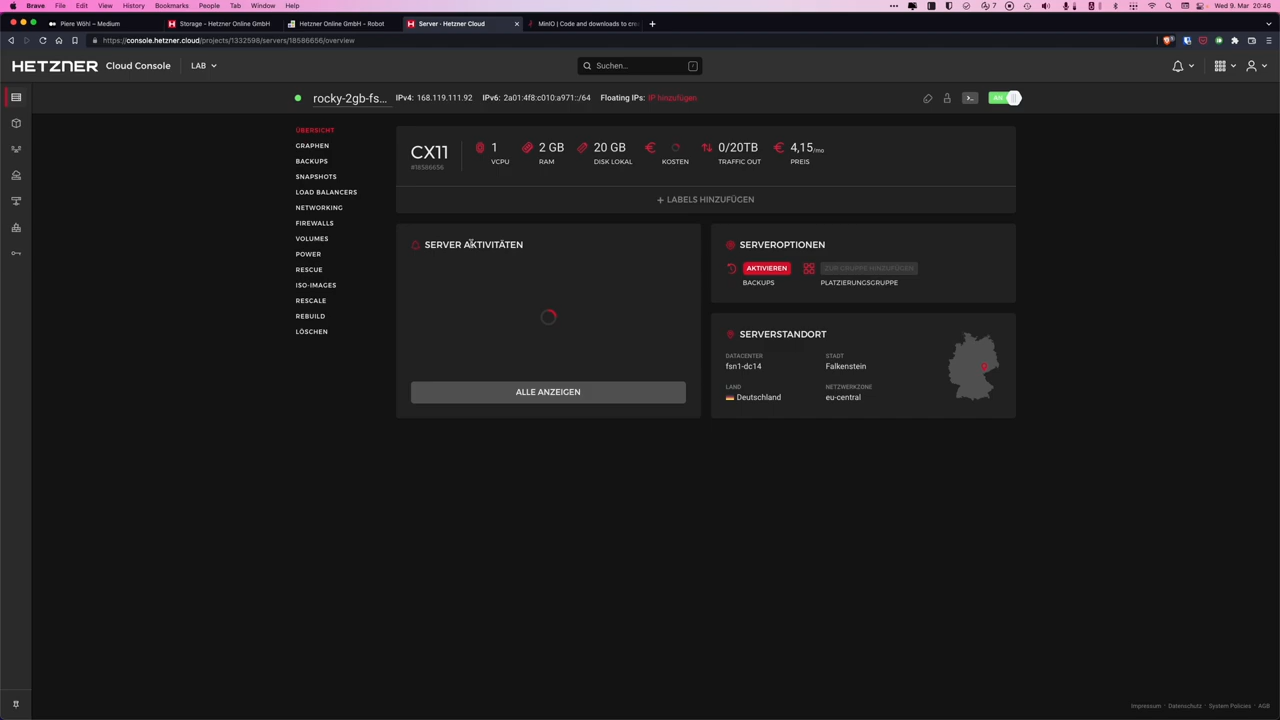 Brave File Edit View History Bookmarks People Tab Window Help
7 Wed 9. Mar 20:46
Piere Wöhl – Medium
Storage - Hetzner Online GmbH
Hetzner Online GmbH - Robot
Server · Hetzner Cloud
MinIO | Code and downloads to cre
https://console.hetzner.cloud/projects/1332598/servers/18586656/overview
HETZNER Cloud Console LAB
Suchen... /
rocky-2gb-fs... IPv4: 168.119.111.92 IPv6: 2a01:4f8:c010:a971::/64 Floating IPs: IP hinzufügen
AN
ÜBERSICHT
GRAPHEN
BACKUPS
SNAPSHOTS
LOAD BALANCERS
NETWORKING
FIREWALLS
VOLUMES
POWER
RESCUE
ISO-IMAGES
RESCALE
REBUILD
LÖSCHEN
CX11
#18586656
1
VCPU
2 GB
RAM
20 GB
DISK LOKAL
KOSTEN
0/20TB
TRAFFIC OUT
4,15/mo
PREIS
+ LABELS HINZUFÜGEN
SERVER AKTIVITÄTEN
ALLE ANZEIGEN
SERVEROPTIONEN
AKTIVIEREN
BACKUPS
ZUR GRUPPE HINZUFÜGEN
PLATZIERUNGSGRUPPE
SERVERSTANDORT
DATACENTER
fsn1-dc14
STADT
Falkenstein
LAND
Deutschland
NETWORKZONE
eu-central
Impressum · Datenschutz · System Policies · AGB